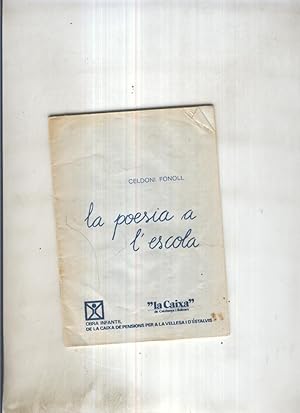 CELDONI FONOLL
la poesia a
l'escola
"la Caixa"
de Catalunya i Balears
OBRA INFANTIL
DE LA CAIXA DE PENSIONS PER A LA VELLESA I D'ESTALVIS